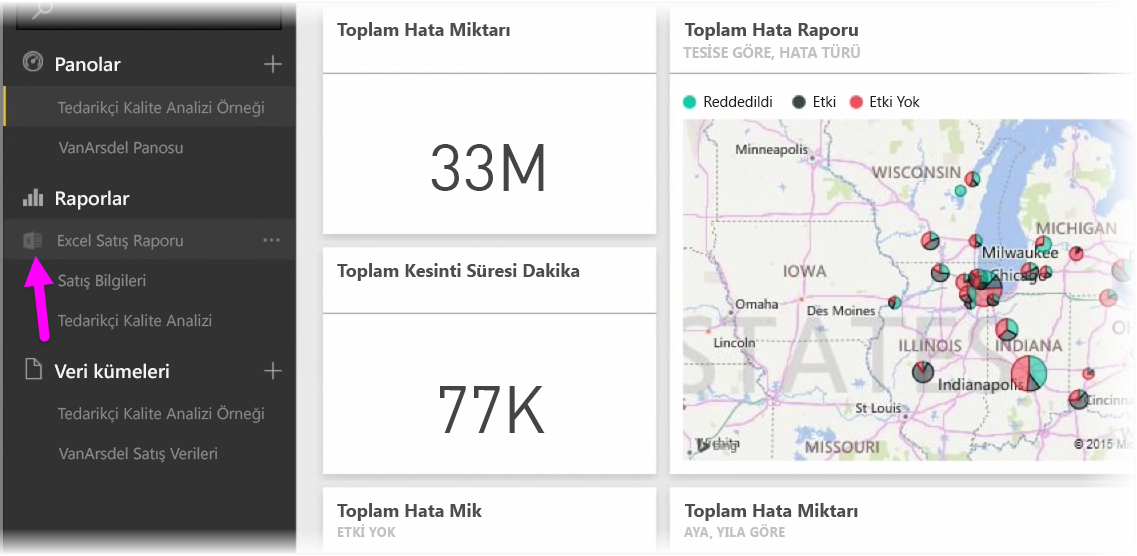 Panolar
Tedarikçi Kalite Analizi Örneği
VanArsdel Panosu
Raporlar
Excel Satış Raporu
Satış Bilgileri
Tedarikçi Kalite Analizi
Veri kümeleri
Tedarikçi Kalite Analizi Örneği
VanArsdel Satış Verileri
Toplam Hata Miktarı
33M
Toplam Kesinti Süresi Dakika
77K
Toplam Hata Mik
ETKİ YOK
Toplam Hata Raporu
TESİSE GÖRE, HATA TÜRÜ
Reddedildi Etki Etki Yok
Minneapolis
WISCONSIN
MICHIGAN
Milwaukee
IOWA
Chicago
Omaha
Des Moines
STATES
Lincoln
ILLINOIS INDIANA
OH
Indianapolis
Cincinn
St Louis
Wichita
Bing
MISSOURI
© 2015 Mic
Toplam Hata Miktarı
AYA, YILA GÖRE